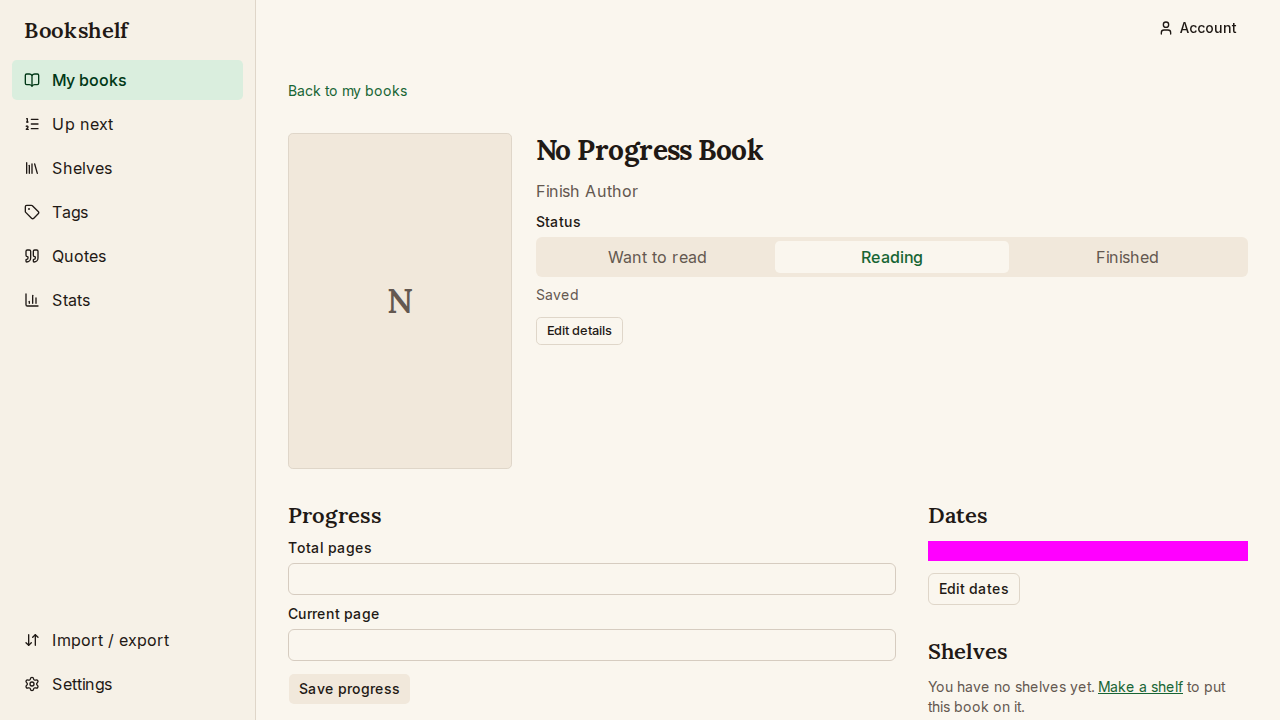 Bookshelf
Account
My books
Up next
Shelves
Tags
Quotes
Stats
Import / export
Settings
Back to my books
N
No Progress Book
Finish Author
Status
Want to read
Reading
Finished
Saved
Edit details
Progress
Total pages
Current page
Save progress
Dates
Edit dates
Shelves
You have no shelves yet. Make a shelf to put
this book on it.